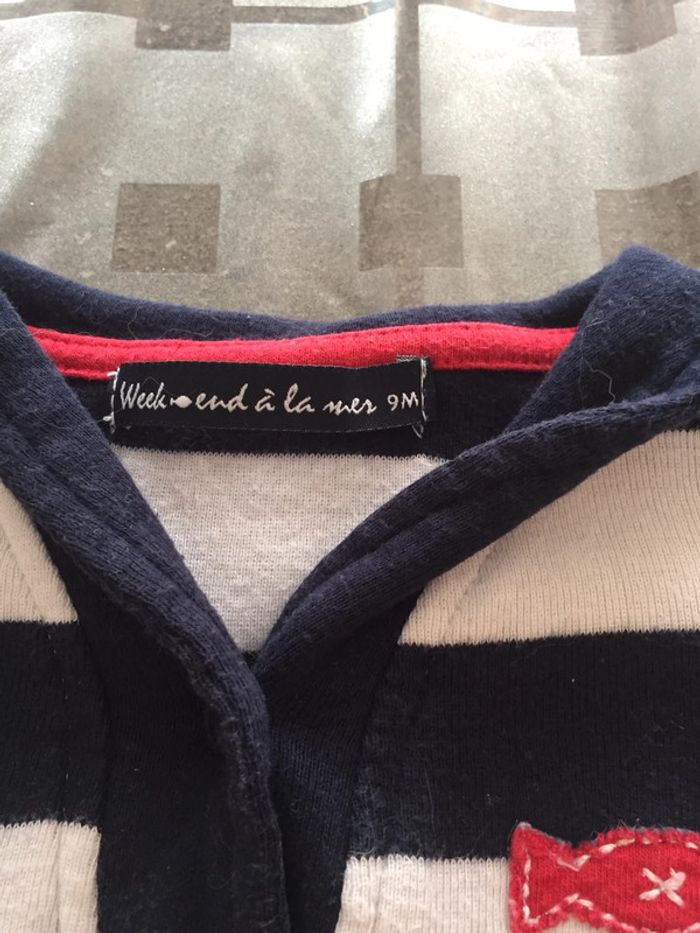 Week-end à la mer 9M